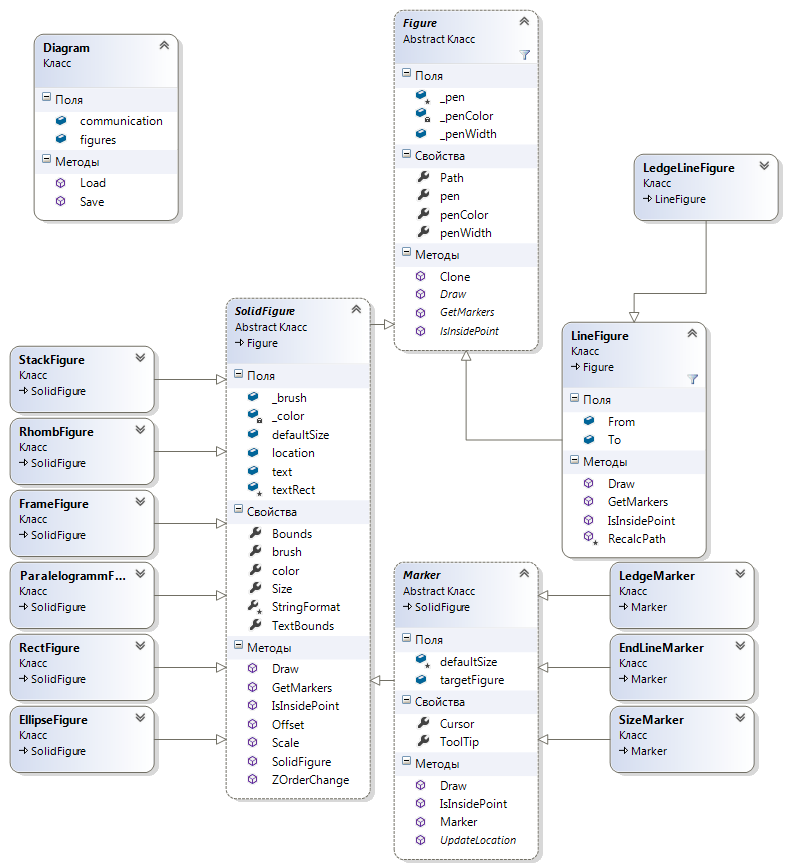 Diagram
Класс
Поля
communication
figures
Методы
Load
Save
Figure
Abstract Класс
Поля
_pen
_penColor
_penWidth
Свойства
Path
pen
penColor
penWidth
Методы
Clone
Draw
GetMarkers
IsInsidePoint
LedgeLineFigure
Класс
LineFigure
SolidFigure
Abstract Класс
Figure
Поля
_brush
_color
defaultSize
location
text
textRect
Свойства
Bounds
brush
color
Size
StringFormat
TextBounds
Методы
Draw
GetMarkers
IsInsidePoint
Offset
Scale
SolidFigure
ZOrderChange
LineFigure
Класс
Figure
Поля
From
To
Методы
Draw
GetMarkers
IsInsidePoint
RecalcPath
StackFigure
Класс
SolidFigure
RhombFigure
Класс
SolidFigure
FrameFigure
Класс
SolidFigure
ParalelogrammF...
Класс
SolidFigure
RectFigure
Класс
SolidFigure
EllipseFigure
Класс
SolidFigure
Marker
Abstract Класс
SolidFigure
Поля
defaultSize
targetFigure
Свойства
Cursor
ToolTip
Методы
Draw
IsInsidePoint
Marker
UpdateLocation
LedgeMarker
Класс
Marker
EndLineMarker
Класс
Marker
SizeMarker
Класс
Marker